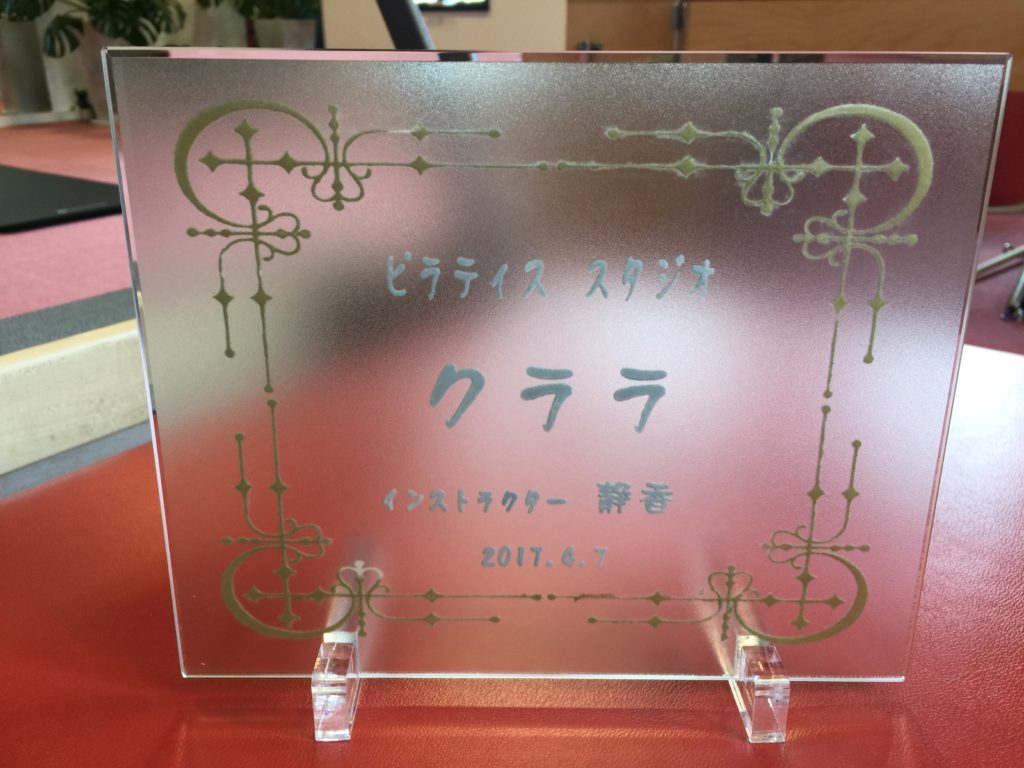 ピラティス スタジオ
クララ
インストラクター 静香
2017.4.7